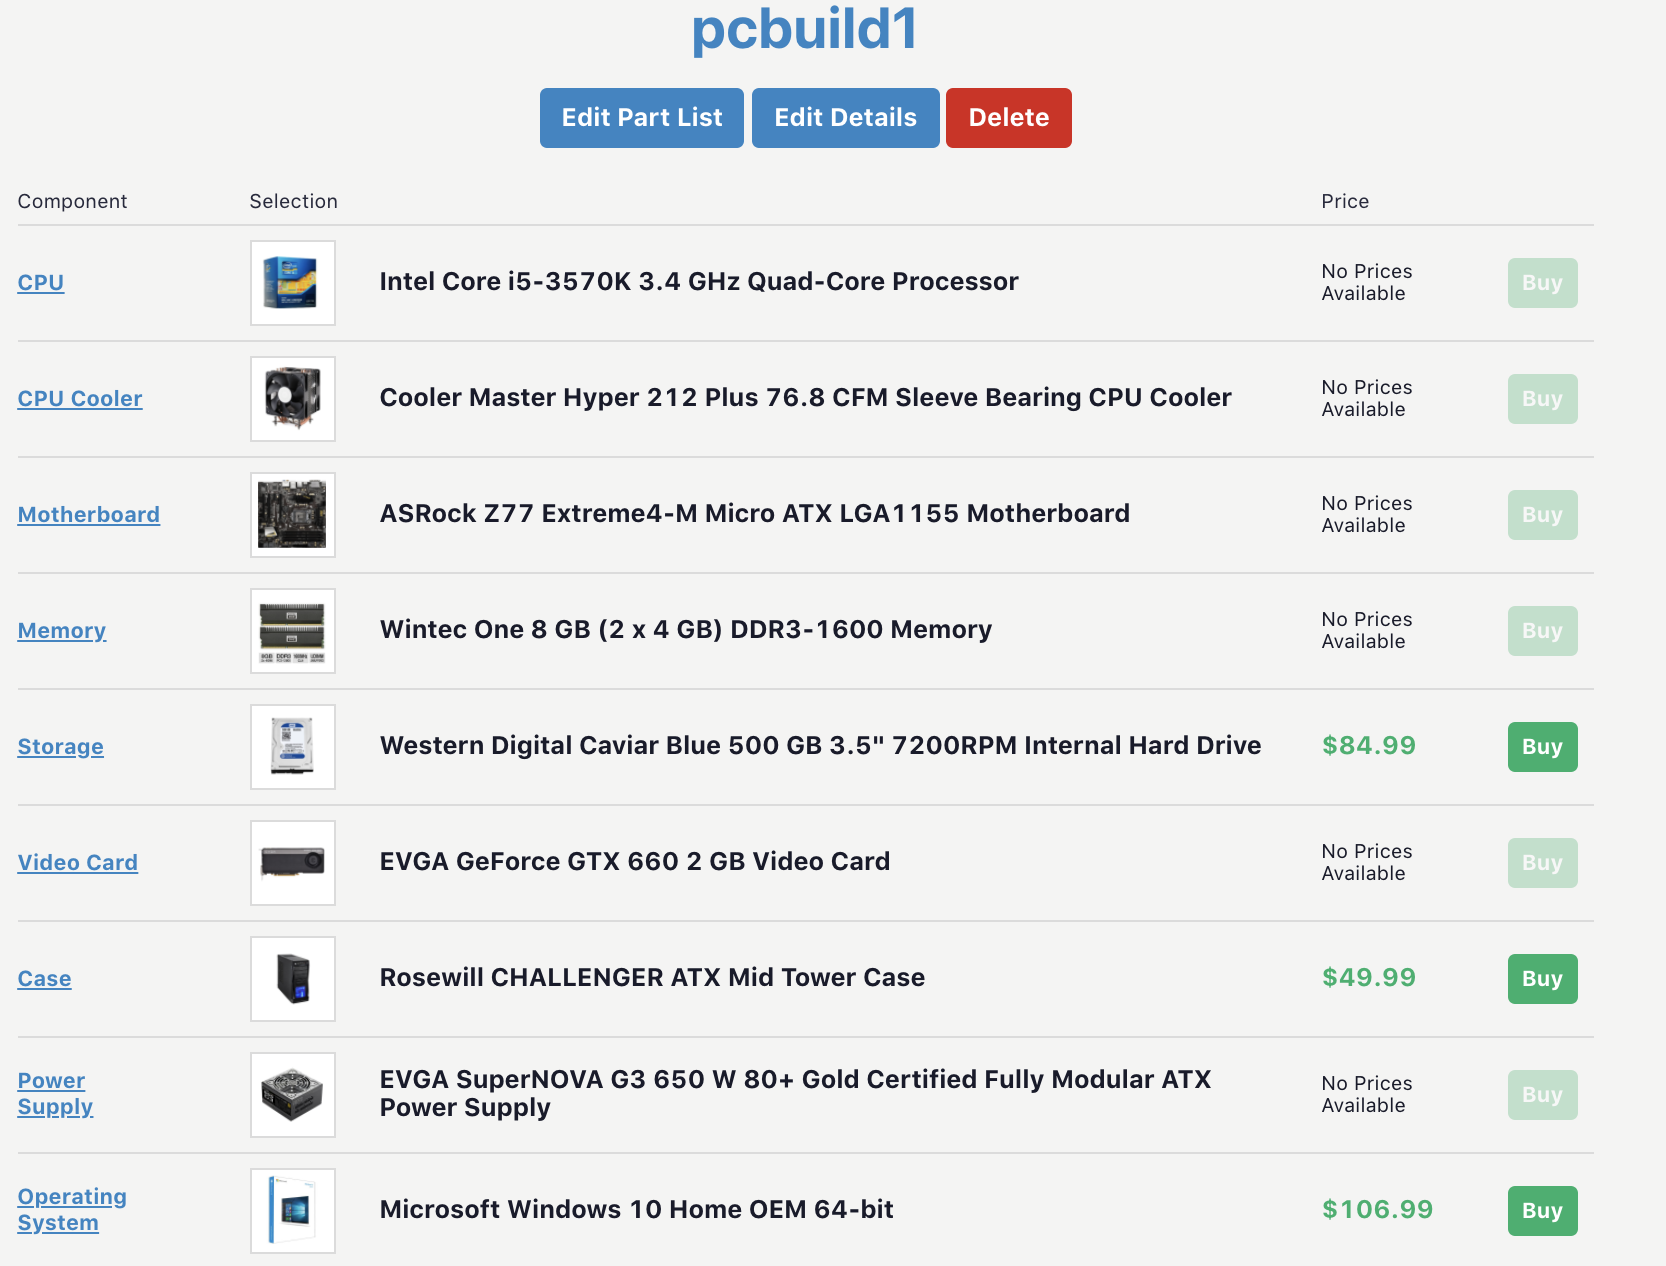 pcbuild1
Edit Part List Edit Details Delete
Component Selection Price
CPU Intel Core i5-3570K 3.4 GHz Quad-Core Processor No Prices Available Buy
CPU Cooler Cooler Master Hyper 212 Plus 76.8 CFM Sleeve Bearing CPU Cooler No Prices Available Buy
Motherboard ASRock Z77 Extreme4-M Micro ATX LGA1155 Motherboard No Prices Available Buy
Memory Wintec One 8 GB (2 x 4 GB) DDR3-1600 Memory No Prices Available Buy
Storage Western Digital Caviar Blue 500 GB 3.5" 7200RPM Internal Hard Drive $84.99 Buy
Video Card EVGA GeForce GTX 660 2 GB Video Card No Prices Available Buy
Case Rosewill CHALLENGER ATX Mid Tower Case $49.99 Buy
Power Supply EVGA SuperNOVA G3 650 W 80+ Gold Certified Fully Modular ATX Power Supply No Prices Available Buy
Operating System Microsoft Windows 10 Home OEM 64-bit $106.99 Buy